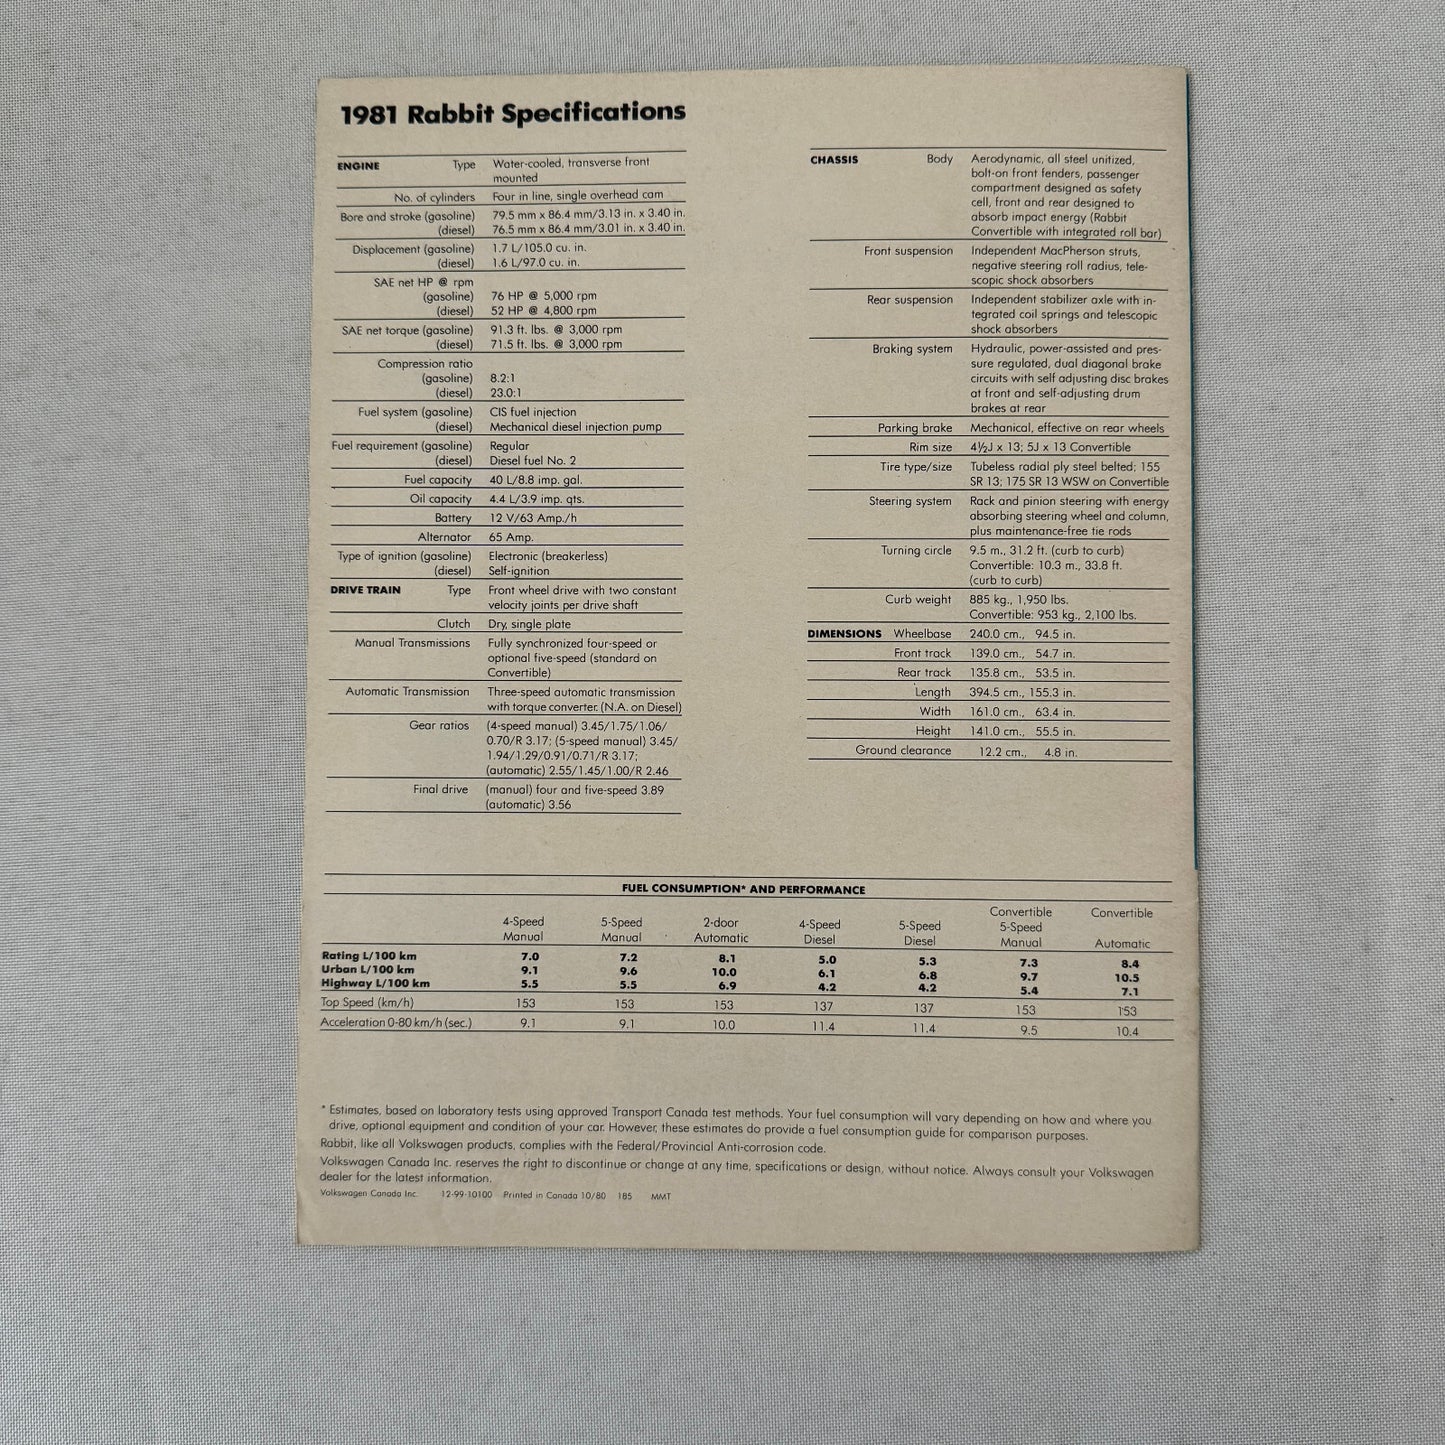 1981 Rabbit Specifications
ENGINE Type Water-cooled, transverse front
mounted
No. of cylinders Four in line, single overhead cam
Bore and stroke (gasoline) 79.5 mm x 86.4 mm/3.13 in. x 3.40 in.
(diesel) 76.5 mm x 86.4 mm/3.01 in. x 3.40 in.
Displacement (gasoline) 1.7 L/105.0 cu. in.
(diesel) 1.6 L/97.0 cu. in.
SAE net HP @ rpm
(gasoline) 76 HP @ 5,000 rpm
(diesel) 52 HP @ 4,800 rpm
SAE net torque (gasoline) 91.3 ft. lbs. @ 3,000 rpm
(diesel) 71.5 ft. lbs. @ 3,000 rpm
Compression ratio
(gasoline) 8.2:1
(diesel) 23.0:1
Fuel system (gasoline) CIS fuel injection
(diesel) Mechanical diesel injection pump
Fuel requirement (gasoline) Regular
(diesel) Diesel fuel No. 2
Fuel capacity 40 L/8.8 imp. gal.
Oil capacity 4.4 L/3.9 imp. qts.
Battery 12 V/63 Amp./h
Alternator 65 Amp.
Type of ignition (gasoline) Electronic (breakerless)
(diesel) Self-ignition
DRIVE TRAIN Type Front wheel drive with two constant
velocity joints per drive shaft
Clutch Dry, single plate
Manual Transmissions Fully synchronized four-speed or
optional five-speed (standard on
Convertible)
Automatic Transmission Three-speed automatic transmission
with torque converter. (N.A. on Diesel)
Gear ratios (4-speed manual) 3.45/1.75/1.06/
0.70/R 3.17; (5-speed manual) 3.45/
1.94/1.29/0.91/0.71/R 3.17;
(automatic) 2.55/1.45/1.00/R 2.46
Final drive (manual) four and five-speed 3.89
(automatic) 3.56
CHASSIS Body Aerodynamic, all steel unitized,
bolt-on front fenders, passenger
compartment designed as safety
cell, front and rear designed to
absorb impact energy (Rabbit
Convertible with integrated roll bar)
Front suspension Independent MacPherson struts,
negative steering roll radius, tele-
scopic shock absorbers
Rear suspension Independent stabilizer axle with in-
tegrated coil springs and telescopic
shock absorbers
Braking system Hydraulic, power-assisted and pres-
sure regulated, dual diagonal brake
circuits with self adjusting disc brakes
at front and self-adjusting drum
brakes at rear
Parking brake Mechanical, effective on rear wheels
Rim size 4½J x 13; 5J x 13 Convertible
Tire type/size Tubeless radial ply steel belted; 155
SR 13; 175 SR 13 WSW on Convertible
Steering system Rack and pinion steering with energy
absorbing steering wheel and column,
plus maintenance-free tie rods
Turning circle 9.5 m., 31.2 ft. (curb to curb)
Convertible: 10.3 m., 33.8 ft.
(curb to curb)
Curb weight 885 kg., 1,950 lbs.
Convertible: 953 kg., 2,100 lbs.
DIMENSIONS Wheelbase 240.0 cm., 94.5 in.
Front track 139.0 cm., 54.7 in.
Rear track 135.8 cm., 53.5 in.
Length 394.5 cm., 155.3 in.
Width 161.0 cm., 63.4 in.
Height 141.0 cm., 55.5 in.
Ground clearance 12.2 cm., 4.8 in.
FUEL CONSUMPTION* AND PERFORMANCE
4-Speed Manual 5-Speed Manual 2-door Automatic 4-Speed Diesel 5-Speed Diesel Convertible 5-Speed Manual Convertible Automatic
Rating L/100 km 7.0 7.2 8.1 5.0 5.3 7.3 8.4
Urban L/100 km 9.1 9.6 10.0 6.1 6.8 9.7 10.5
Highway L/100 km 5.5 5.5 6.9 4.2 4.2 5.4 7.1
Top Speed (km/h) 153 153 153 137 137 153 153
Acceleration 0-80 km/h (sec.) 9.1 9.1 10.0 11.4 11.4 9.5 10.4
* Estimates, based on laboratory tests using approved Transport Canada test methods. Your fuel consumption will vary depending on how and where you
drive, optional equipment and condition of your car. However, these estimates do provide a fuel consumption guide for comparison purposes.
Rabbit, like all Volkswagen products, complies with the Federal/Provincial Anti-corrosion code.
Volkswagen Canada Inc. reserves the right to discontinue or change at any time, specifications or design, without notice. Always consult your Volkswagen
dealer for the latest information.
Volkswagen Canada Inc. 12-99-10100 Printed in Canada 10/80 185 MMT